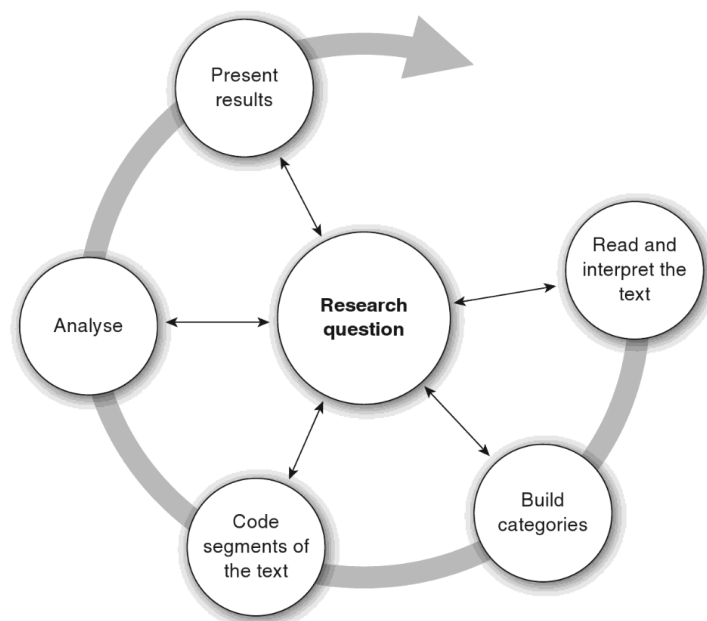 Present
results
Read and
interpret the
text
Research
question
Analyse
Build
categories
Code
segments of
the text